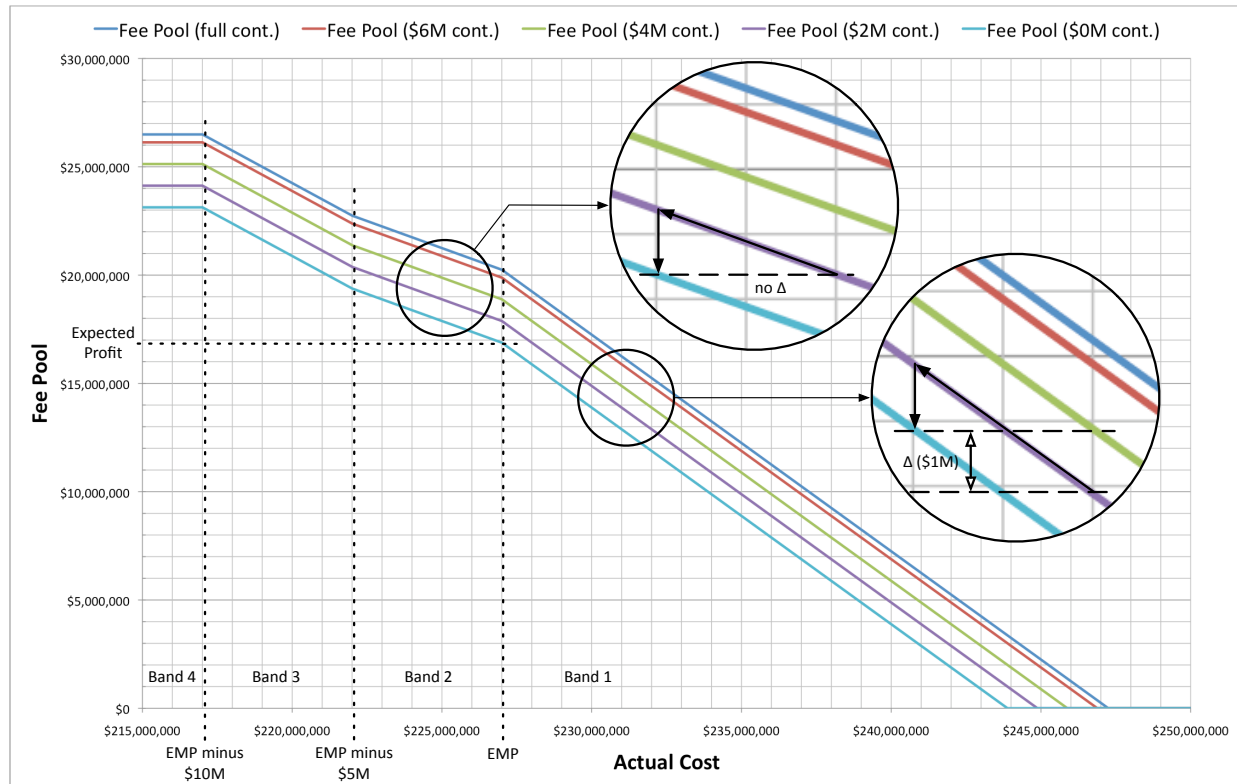 Fee Pool (full cont.) Fee Pool ($6M cont.) Fee Pool ($4M cont.) Fee Pool ($2M cont.) Fee Pool ($0M cont.)
$30,000,000
$25,000,000
$20,000,000
Expected
Profit
$15,000,000
$10,000,000
$5,000,000
$0
Fee Pool
no Δ
Δ ($1M)
Band 4 Band 3 Band 2 Band 1
$215,000,000 $220,000,000 $225,000,000 $230,000,000 $235,000,000 $240,000,000 $245,000,000 $250,000,000
EMP minus
$10M
EMP minus
$5M
EMP
Actual Cost